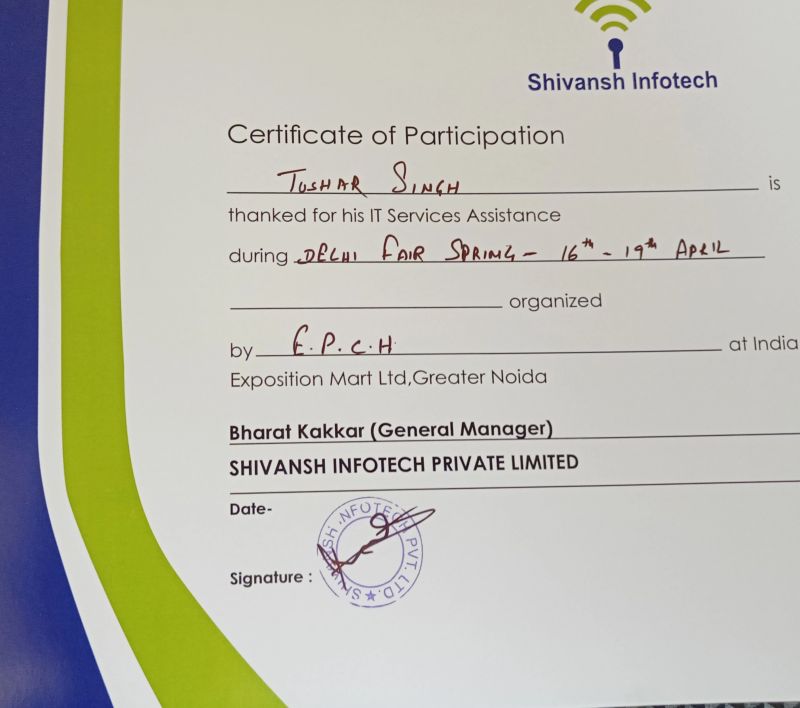 Shivansh Infotech
Certificate of Participation
TUSHAR SINGH is
thanked for his IT Services Assistance
during DELHI FAIR SPRING - 16th - 19th APRIL
organized
by E.P.C.H at India
Exposition Mart Ltd,Greater Noida
Bharat Kakkar (General Manager)
SHIVANSH INFOTECH PRIVATE LIMITED
Date-
Signature :
SHIVANSH INFOTECH PVT. LTD.